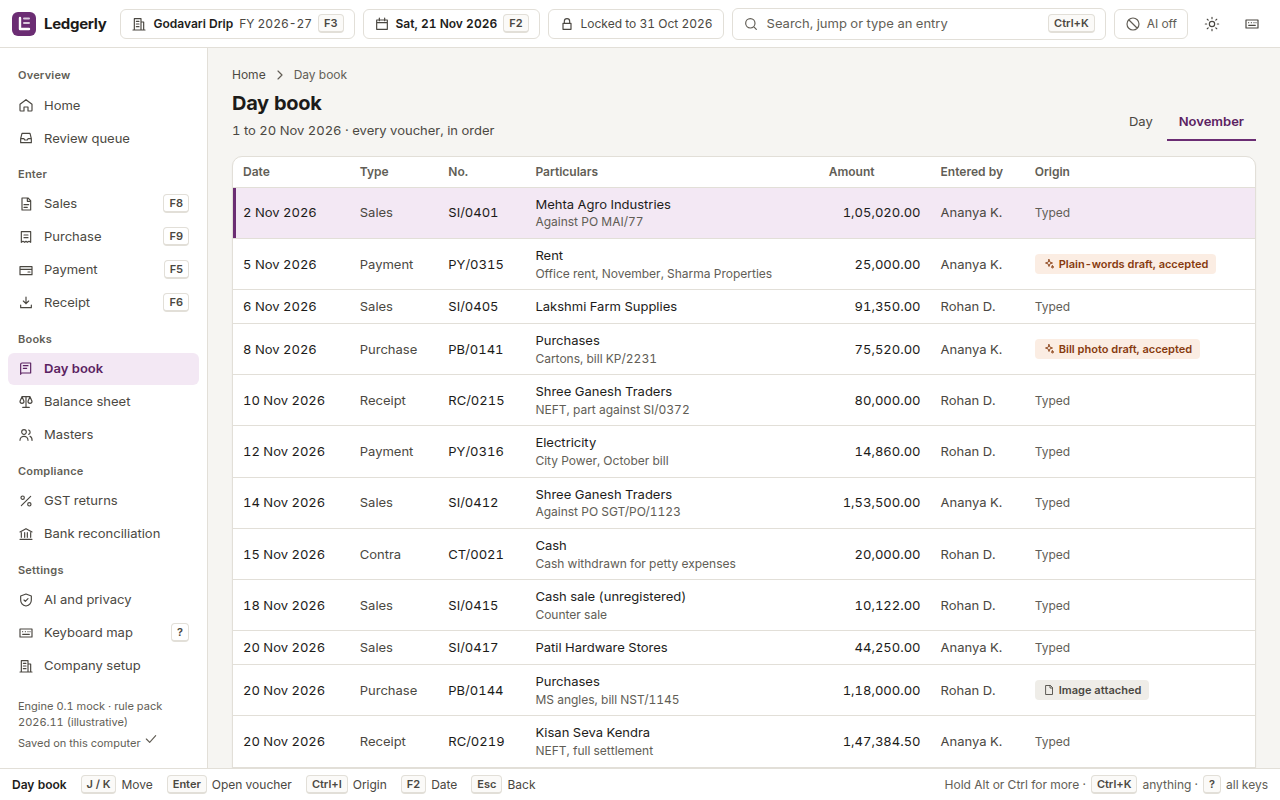 Ledgerly
Godavari Drip FY 2026-27 F3
Sat, 21 Nov 2026 F2
Locked to 31 Oct 2026
Search, jump or type an entry Ctrl+K
AI off
Overview
Home
Review queue
Enter
Sales F8
Purchase F9
Payment F5
Receipt F6
Books
Day book
Balance sheet
Masters
Compliance
GST returns
Bank reconciliation
Settings
AI and privacy
Keyboard map ?
Company setup
Engine 0.1 mock · rule pack
2026.11 (illustrative)
Saved on this computer
Home > Day book
Day book
1 to 20 Nov 2026 · every voucher, in order
Day November
Date Type No. Particulars Amount Entered by Origin
2 Nov 2026 Sales SI/0401 Mehta Agro Industries 1,05,020.00 Ananya K. Typed
Against PO MAI/77
5 Nov 2026 Payment PY/0315 Rent 25,000.00 Ananya K. Plain-words draft, accepted
Office rent, November, Sharma Properties
6 Nov 2026 Sales SI/0405 Lakshmi Farm Supplies 91,350.00 Rohan D. Typed
8 Nov 2026 Purchase PB/0141 Purchases 75,520.00 Ananya K. Bill photo draft, accepted
Cartons, bill KP/2231
10 Nov 2026 Receipt RC/0215 Shree Ganesh Traders 80,000.00 Rohan D. Typed
NEFT, part against SI/0372
12 Nov 2026 Payment PY/0316 Electricity 14,860.00 Rohan D. Typed
City Power, October bill
14 Nov 2026 Sales SI/0412 Shree Ganesh Traders 1,53,500.00 Ananya K. Typed
Against PO SGT/PO/1123
15 Nov 2026 Contra CT/0021 Cash 20,000.00 Rohan D. Typed
Cash withdrawn for petty expenses
18 Nov 2026 Sales SI/0415 Cash sale (unregistered) 10,122.00 Rohan D. Typed
Counter sale
20 Nov 2026 Sales SI/0417 Patil Hardware Stores 44,250.00 Ananya K. Typed
20 Nov 2026 Purchase PB/0144 Purchases 1,18,000.00 Rohan D. Image attached
MS angles, bill NST/1145
20 Nov 2026 Receipt RC/0219 Kisan Seva Kendra 1,47,384.50 Ananya K. Typed
NEFT, full settlement
Day book J / K Move Enter Open voucher Ctrl+I Origin F2 Date Esc Back
Hold Alt or Ctrl for more · Ctrl+K anything · ? all keys